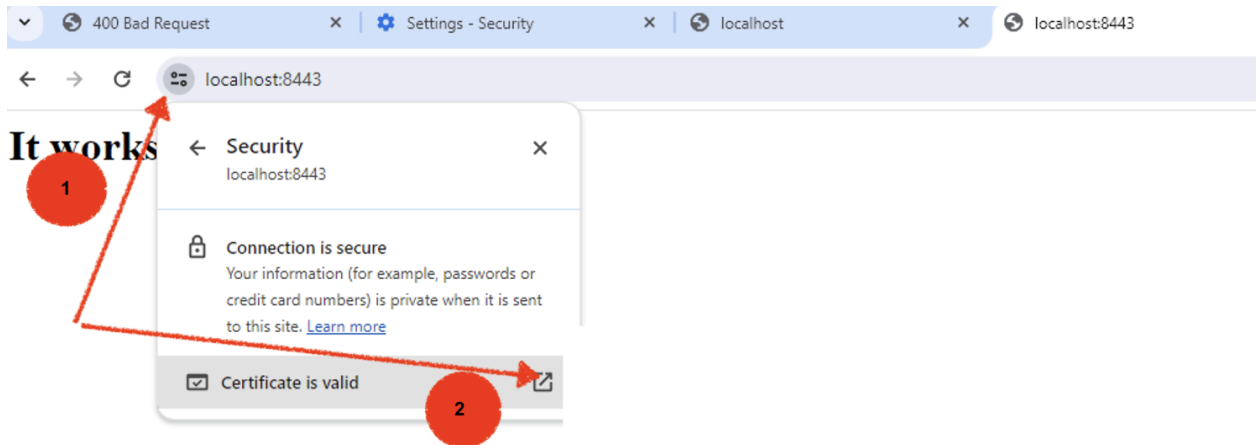 400 Bad Request
Settings - Security
localhost
localhost:8443
localhost:8443
It works
Security
localhost:8443
1
Connection is secure
Your information (for example, passwords or
credit card numbers) is private when it is sent
to this site. Learn more
Certificate is valid
2